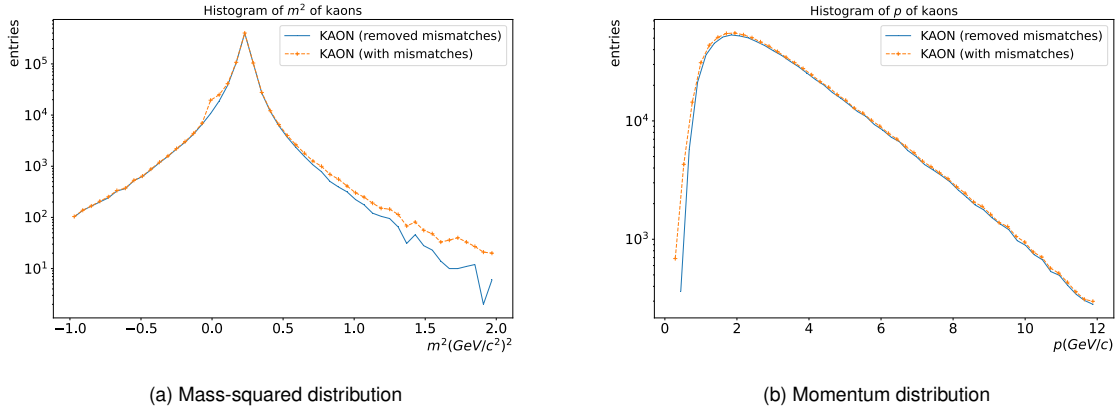 Histogram of m² of kaons
entries
KAON (removed mismatches)
KAON (with mismatches)
10⁵
10⁴
10³
10²
10¹
−1.0 −0.5 0.0 0.5 1.0 1.5 2.0
m²(GeV/c²)²
(a) Mass-squared distribution
Histogram of p of kaons
entries
KAON (removed mismatches)
KAON (with mismatches)
10⁴
10³
0 2 4 6 8 10 12
p(GeV/c)
(b) Momentum distribution